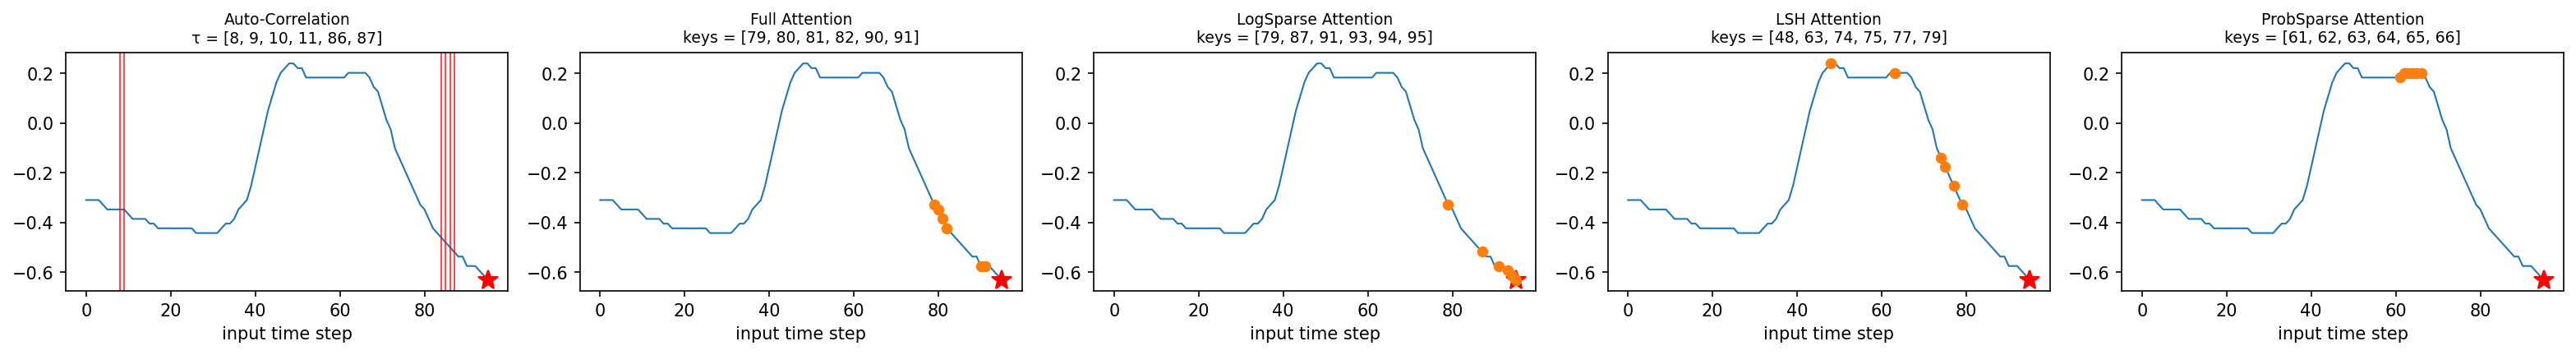 Auto-Correlation
τ = [8, 9, 10, 11, 86, 87]
0.2
0.0
−0.2
−0.4
−0.6
0 20 40 60 80
input time step
Full Attention
keys = [79, 80, 81, 82, 90, 91]
0.2
0.0
−0.2
−0.4
−0.6
0 20 40 60 80
input time step
LogSparse Attention
keys = [79, 87, 91, 93, 94, 95]
0.2
0.0
−0.2
−0.4
−0.6
0 20 40 60 80
input time step
LSH Attention
keys = [48, 63, 74, 75, 77, 79]
0.2
0.0
−0.2
−0.4
−0.6
0 20 40 60 80
input time step
ProbSparse Attention
keys = [61, 62, 63, 64, 65, 66]
0.2
0.0
−0.2
−0.4
−0.6
0 20 40 60 80
input time step